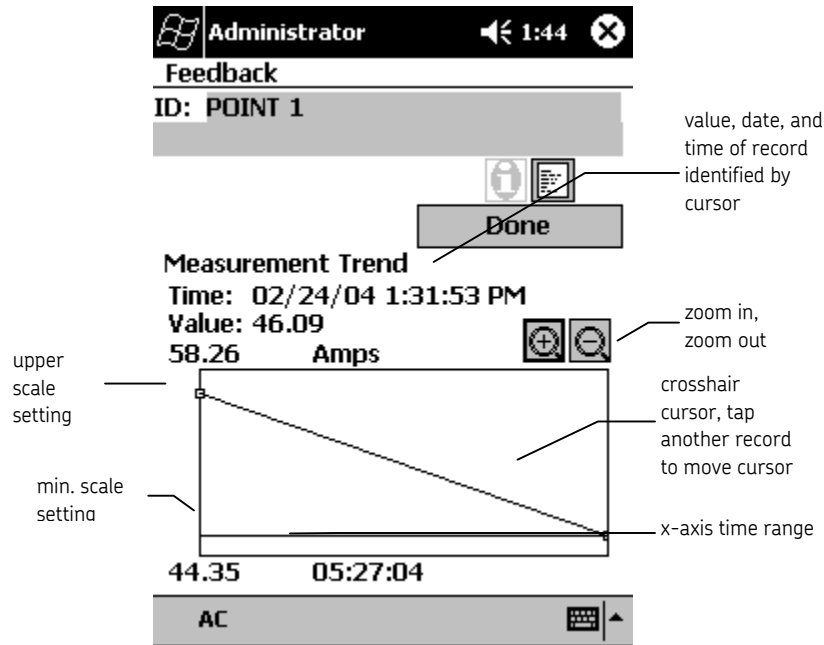 Administrator 1:44
Feedback
ID: POINT 1
Done
Measurement Trend
Time: 02/24/04 1:31:53 PM
Value: 46.09
58.26 Amps
44.35 05:27:04
AC
value, date, and
time of record
identified by
cursor
zoom in,
zoom out
crosshair
cursor, tap
another record
to move cursor
x-axis time range
upper
scale
setting
min. scale
setting